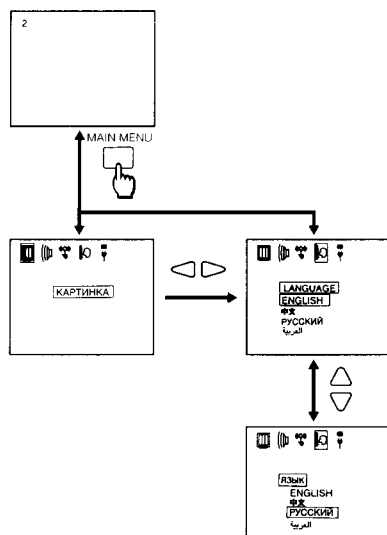 2
MAIN MENU
КАРТИНКА
LANGUAGE
ENGLISH
中文
РУССКИЙ
العربية
ЯЗЫК
ENGLISH
中文
РУССКИЙ
العربية